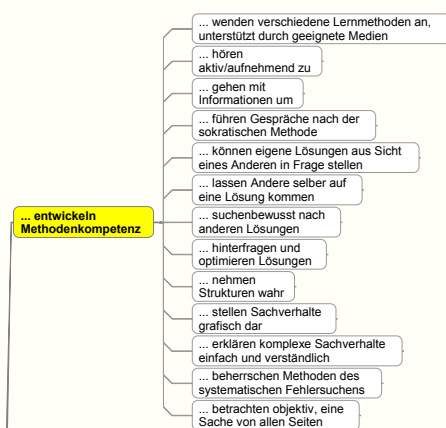 ... wenden verschiedene Lernmethoden an,
unterstützt durch geeignete Medien
... hören
aktiv/aufnehmend zu
... gehen mit
Informationen um
... führen Gespräche nach der
sokratischen Methode
... können eigene Lösungen aus Sicht
eines Anderen in Frage stellen
... lassen Andere selber auf
eine Lösung kommen
... entwickeln
Methodenkompetenz
... suchenbewusst nach
anderen Lösungen
... hinterfragen und
optimieren Lösungen
... nehmen
Strukturen wahr
... stellen Sachverhalte
grafisch dar
... erklären komplexe Sachverhalte
einfach und verständlich
... beherrschen Methoden des
systematischen Fehlersuchens
... betrachten objektiv, eine
Sache von allen Seiten